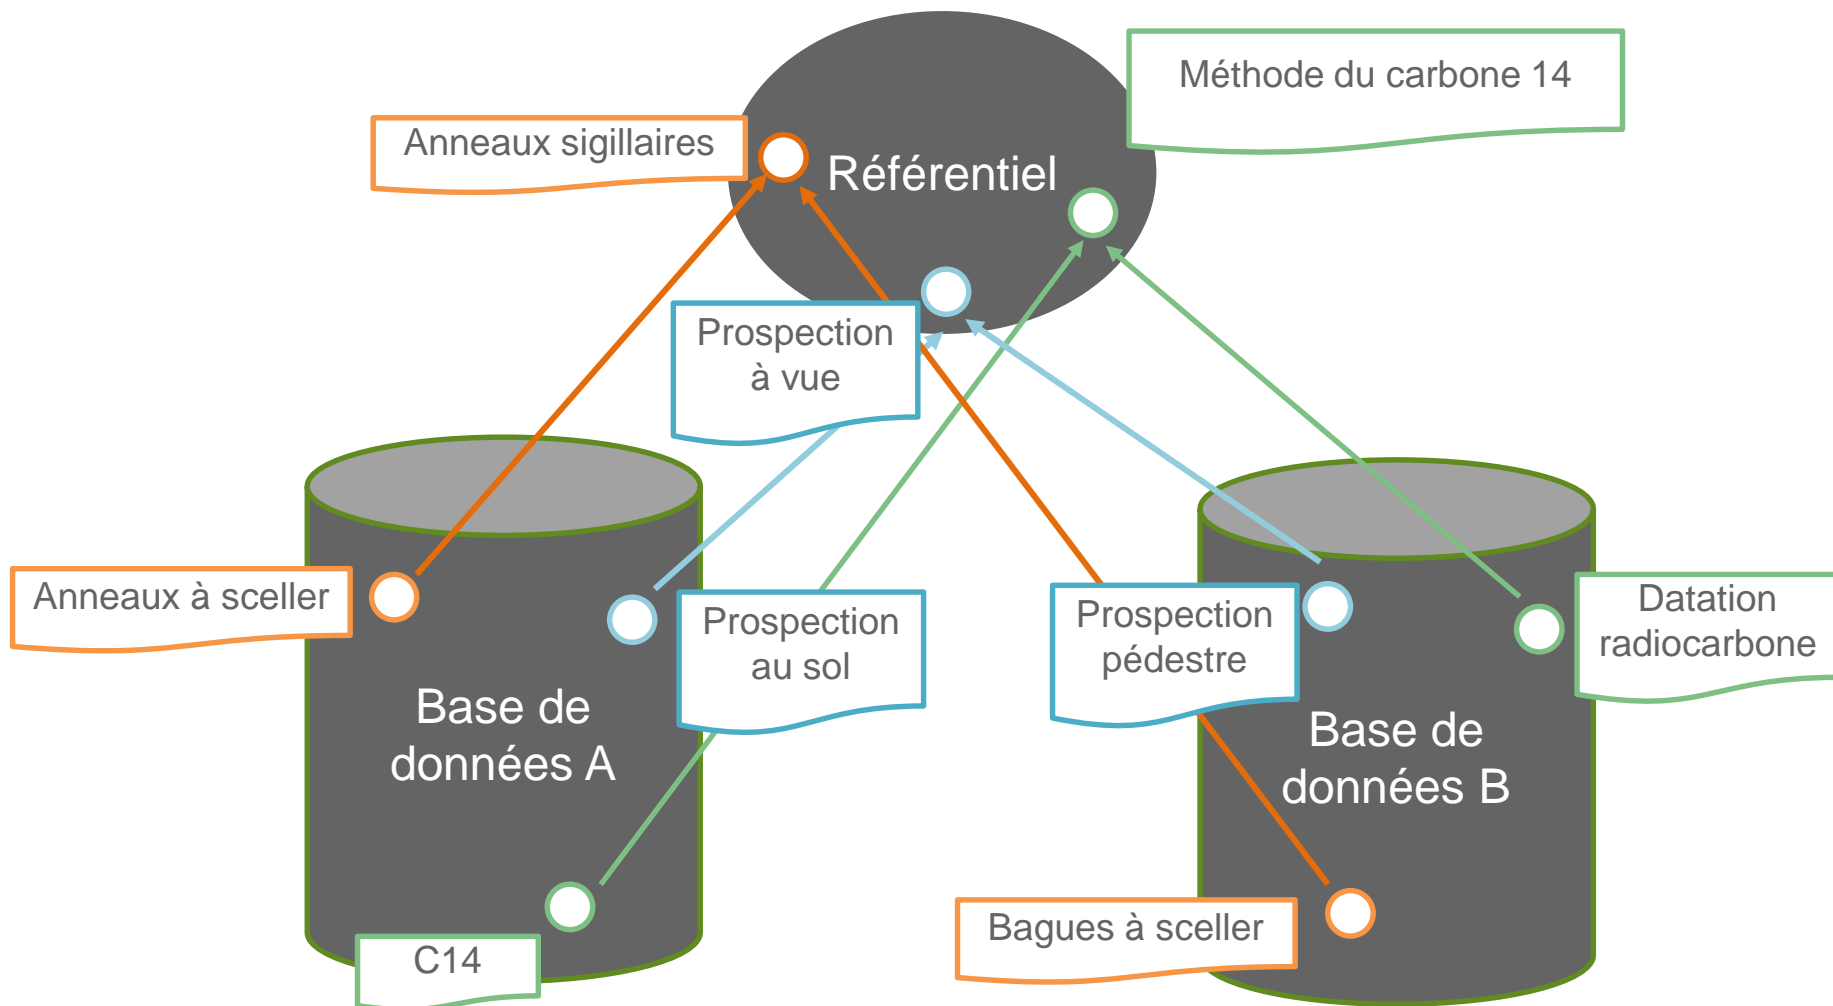 Méthode du carbone 14
Anneaux sigillaires
Référentiel
Prospection
à vue
Anneaux à sceller
Prospection
au sol
Prospection
pédestre
Datation
radiocarbone
Base de
données A
Base de
données B
Bagues à sceller
C14